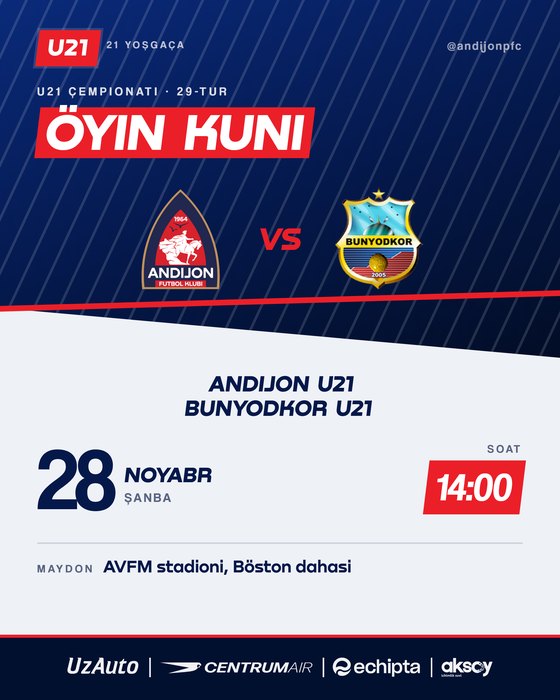 U21
21 YOŞGAÇA
@andijonpfc
U21 ÇEMPIONATI · 29-TUR
ÖYIN KUNI
1964
ANDIJON
FUTBOL KLUBI
VS
BUNYODKOR
2005
ANDIJON U21
BUNYODKOR U21
28
NOYABR
ŞANBA
SOAT
14:00
MAYDON AVFM stadioni, Böston dahasi
UzAuto | CENTRUMAIR | echipta | aksoy